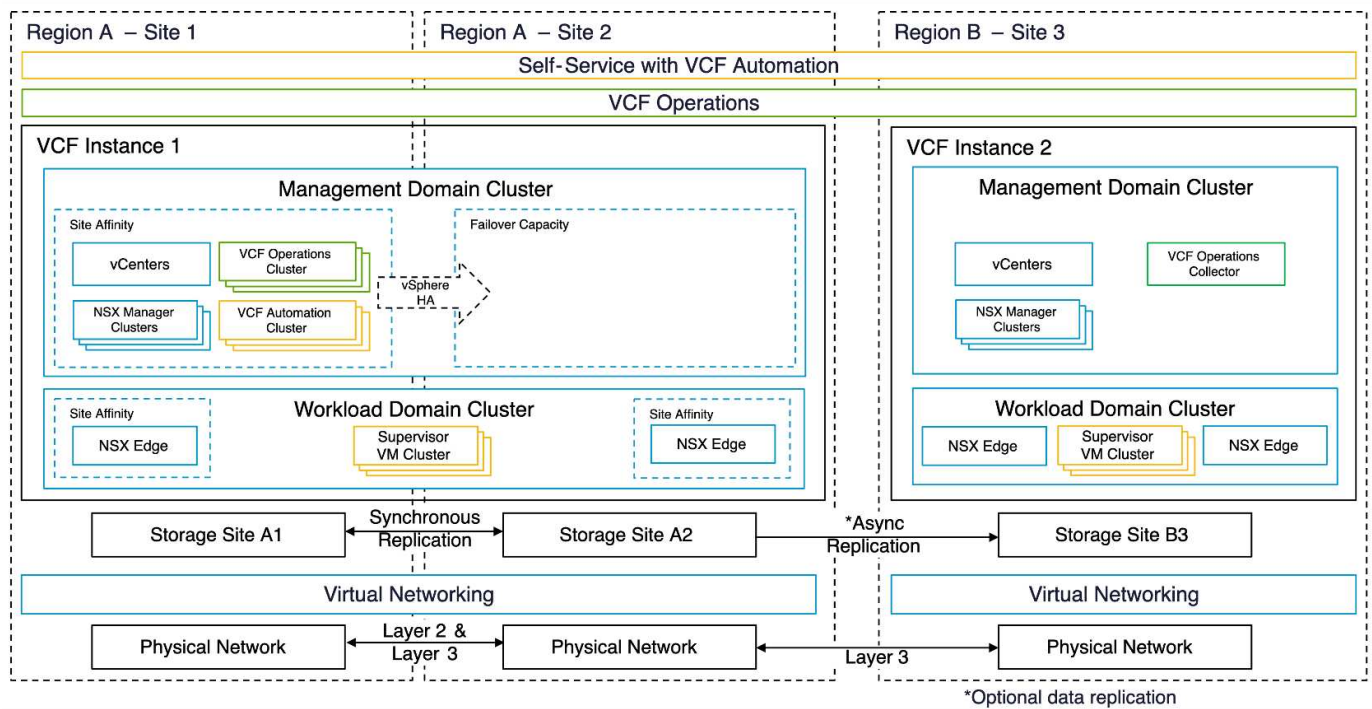 Region A – Site 1
Region A – Site 2
Region B – Site 3
Self-Service with VCF Automation
VCF Operations
VCF Instance 1
Management Domain Cluster
Site Affinity
vCenters
VCF Operations
Cluster
NSX Manager
Clusters
VCF Automation
Cluster
vSphere
HA
Failover Capacity
Workload Domain Cluster
Site Affinity
NSX Edge
Supervisor
VM Cluster
Site Affinity
NSX Edge
VCF Instance 2
Management Domain Cluster
vCenters
VCF Operations
Collector
NSX Manager
Clusters
Workload Domain Cluster
NSX Edge
Supervisor
VM Cluster
NSX Edge
Storage Site A1
Synchronous
Replication
Storage Site A2
*Async
Replication
Storage Site B3
Virtual Networking
Virtual Networking
Physical Network
Layer 2 &
Layer 3
Physical Network
Layer 3
Physical Network
*Optional data replication